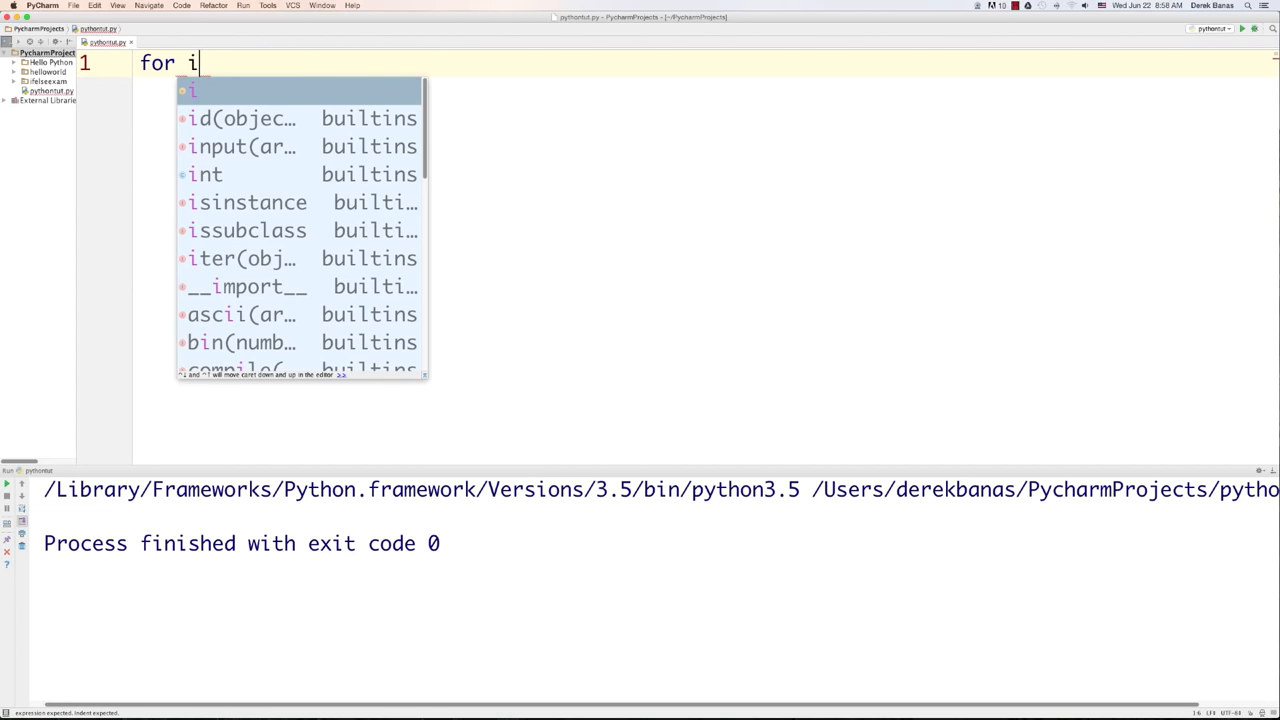 PyCharm File Edit View Navigate Code Refactor Run Tools VCS Window Help 10 Wed Jun 22 8:58 AM Derek Banas
pythontut.py - PycharmProjects - [~/PycharmProjects]
PycharmProjects pythontut.py pythontut
pythontut.py
PycharmProject
Hello Python
helloworld
ifelseexam
pythontut.py
External Librarie
1 for i
i
id(objec… builtins
input(ar… builtins
int builtins
isinstance builti…
issubclass builti…
iter(obj… builtins
__import__ builti…
ascii(ar… builtins
bin(numb… builtins
compile( builtins
^↓ and ^↑ will move caret down and up in the editor >>
Run pythontut
/Library/Frameworks/Python.framework/Versions/3.5/bin/python3.5 /Users/derekbanas/PycharmProjects/pytho
Process finished with exit code 0
expression expected. Indent expected. 1:6 LF÷ UTF-8÷